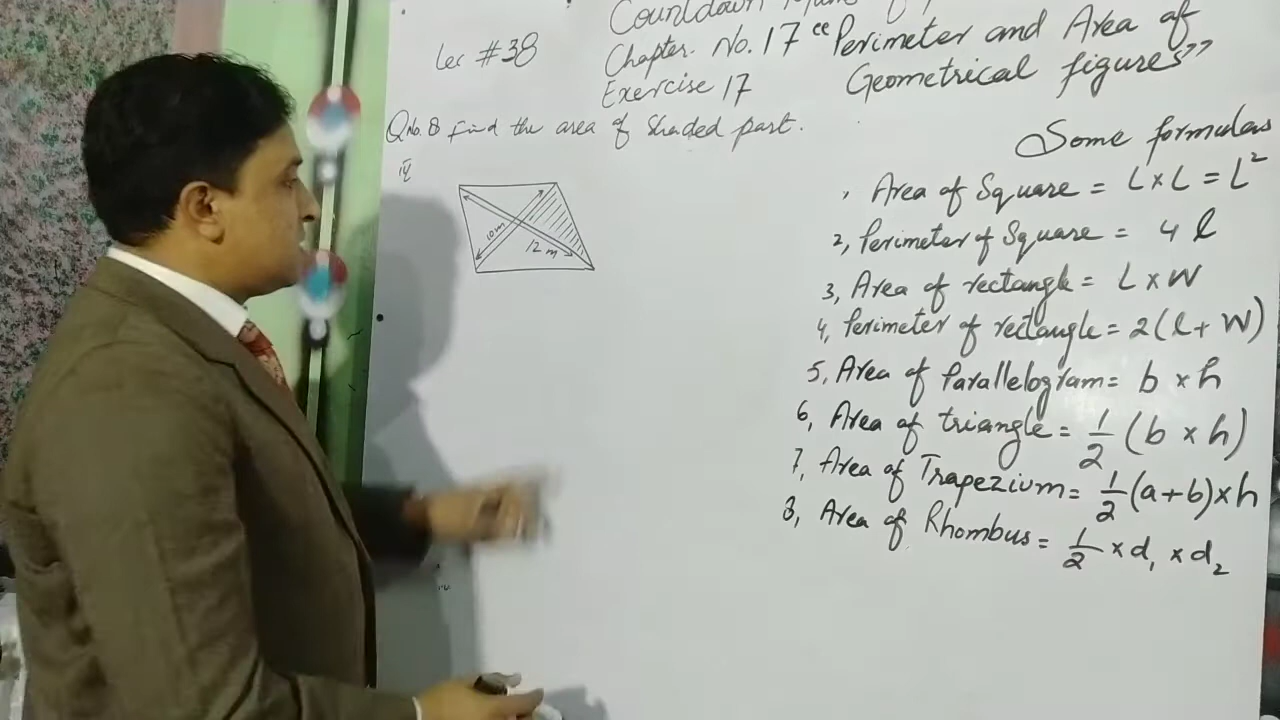 Countdown
Lec #38
Chapter. No. 17 "Perimeter and Area of
Geometrical figures"
Exercise 17
Q No. 8 Find the area of shaded part.
10m
12 m
Some formulas
1, Area of Square = L x L = L²
2, Perimeter of Square = 4 l
3, Area of rectangle = L x W
4, Perimeter of rectangle = 2(l + W)
5, Area of Parallelogram = b x h
6, Area of triangle = 1/2 (b x h)
7, Area of Trapezium = 1/2 (a+b) x h
8, Area of Rhombus = 1/2 x d₁ x d₂